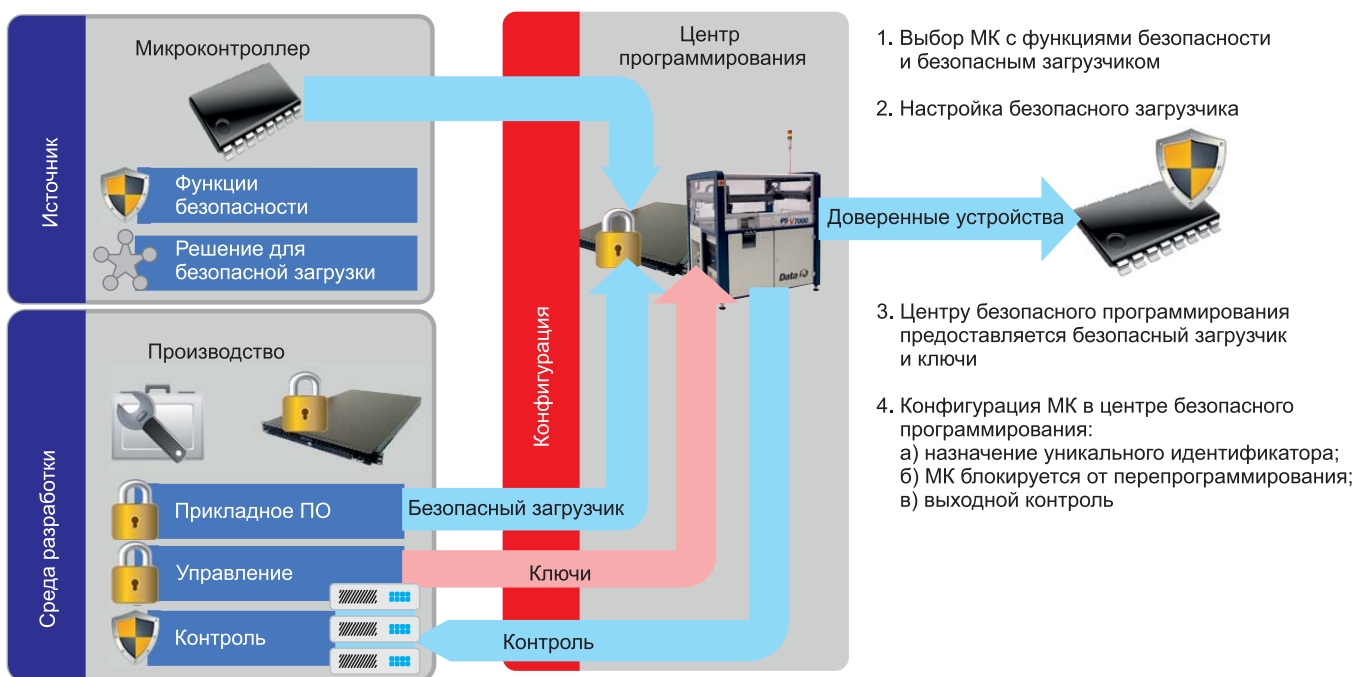 Источник
Микроконтроллер
Функции
безопасности
Решение для
безопасной загрузки
Среда разработки
Производство
Прикладное ПО
Управление
Контроль
Конфигурация
Центр
программирования
Безопасный загрузчик
Ключи
Контроль
Data
Доверенные устройства
1. Выбор МК с функциями безопасности
и безопасным загрузчиком
2. Настройка безопасного загрузчика
3. Центру безопасного программирования
предоставляется безопасный загрузчик
и ключи
4. Конфигурация МК в центре безопасного
программирования:
а) назначение уникального идентификатора;
б) МК блокируется от перепрограммирования;
в) выходной контроль